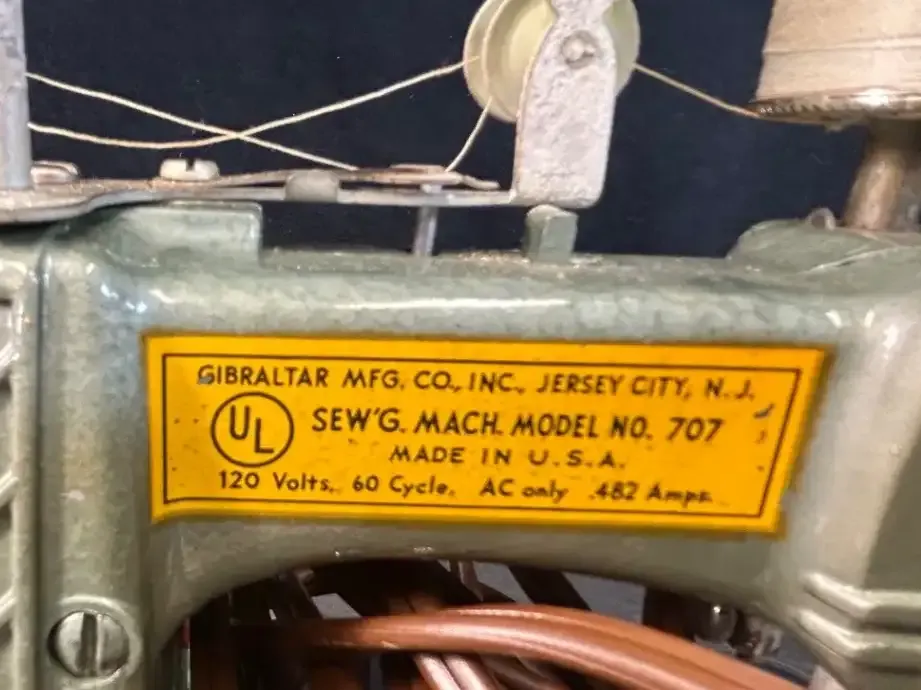 GIBRALTAR MFG. CO., INC., JERSEY CITY, N.J.
UL SEW'G. MACH. MODEL NO. 707
MADE IN U.S.A.
120 Volts, 60 Cycle, AC only .482 Amps.